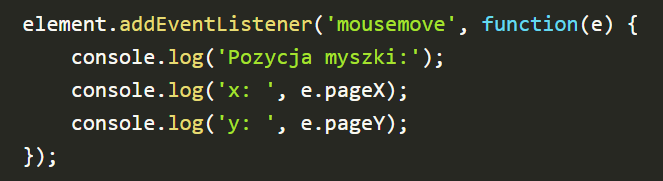 element.addEventListener('mousemove', function(e) {
    console.log('Pozycja myszki:');
    console.log('x: ', e.pageX);
    console.log('y: ', e.pageY);
});